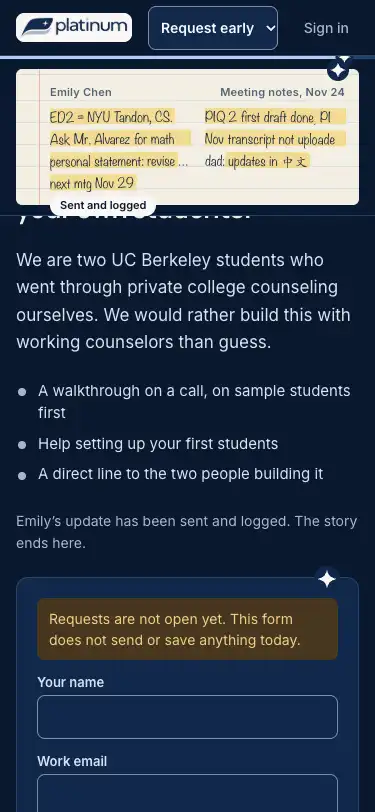 platinum
Request early
Sign in
Emily Chen
Meeting notes, Nov 24
ED2 = NYU Tandon, CS.
Ask Mr. Alvarez for math
personal statement: revise ...
next mtg Nov 29
PIQ 2 first draft done. PI
Nov transcript not uploade
dad: updates in 中文
Sent and logged
your own students.
We are two UC Berkeley students who
went through private college counseling
ourselves. We would rather build this with
working counselors than guess.
A walkthrough on a call, on sample students
first
Help setting up your first students
A direct line to the two people building it
Emily’s update has been sent and logged. The story
ends here.
Requests are not open yet. This form
does not send or save anything today.
Your name
Work email